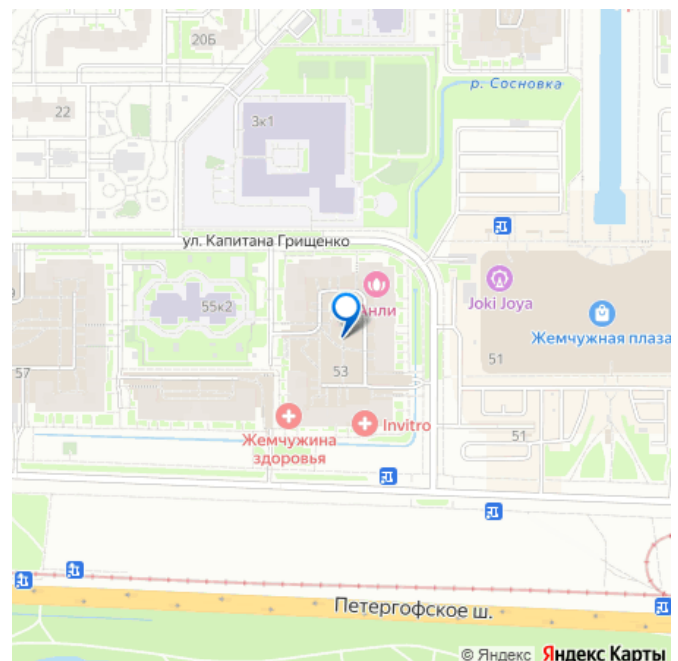 20Б
р. Сосновка
22
3к1
ул. Капитана Грищенко
Joki Joya
55к2
Жемчужная плаза
51
57
53
Invitro
51
Жемчужина
здоровья
Петергофское ш.
© Яндекс Яндекс Карты